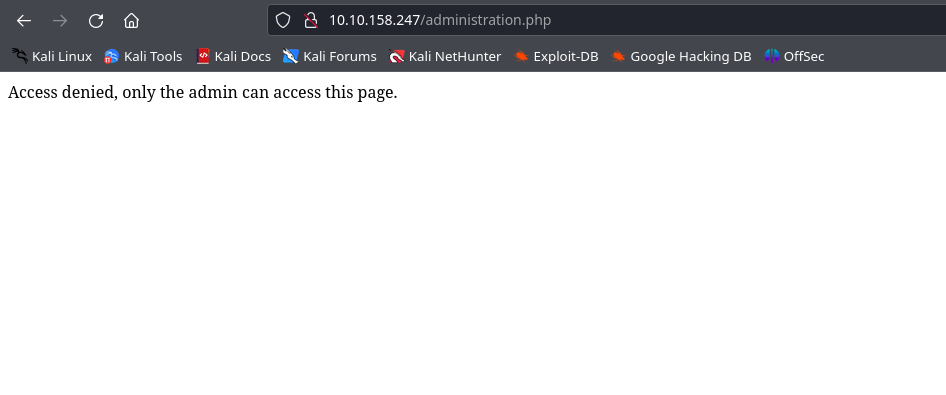 10.10.158.247/administration.php
Kali Linux Kali Tools Kali Docs Kali Forums Kali NetHunter Exploit-DB Google Hacking DB OffSec
Access denied, only the admin can access this page.